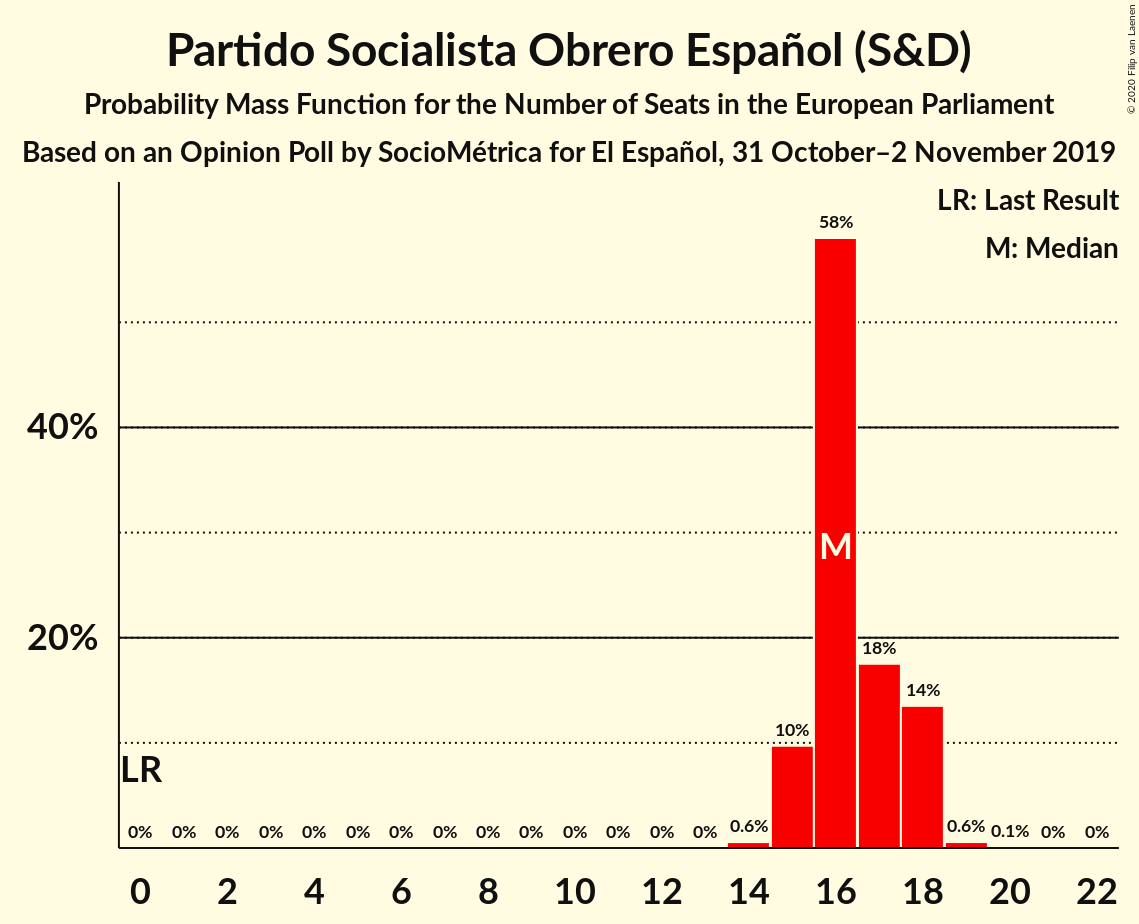 Partido Socialista Obrero Español (S&D)
Probability Mass Function for the Number of Seats in the European Parliament
Based on an Opinion Poll by SocioMétrica for El Español, 31 October–2 November 2019
© 2020 Filip van Laenen
LR: Last Result
M: Median
58%
40%
M
20%
18%
14%
10%
LR
0% 0% 0% 0% 0% 0% 0% 0% 0% 0% 0% 0% 0% 0% 0.6% 0.6% 0.1% 0% 0%
0 2 4 6 8 10 12 14 16 18 20 22